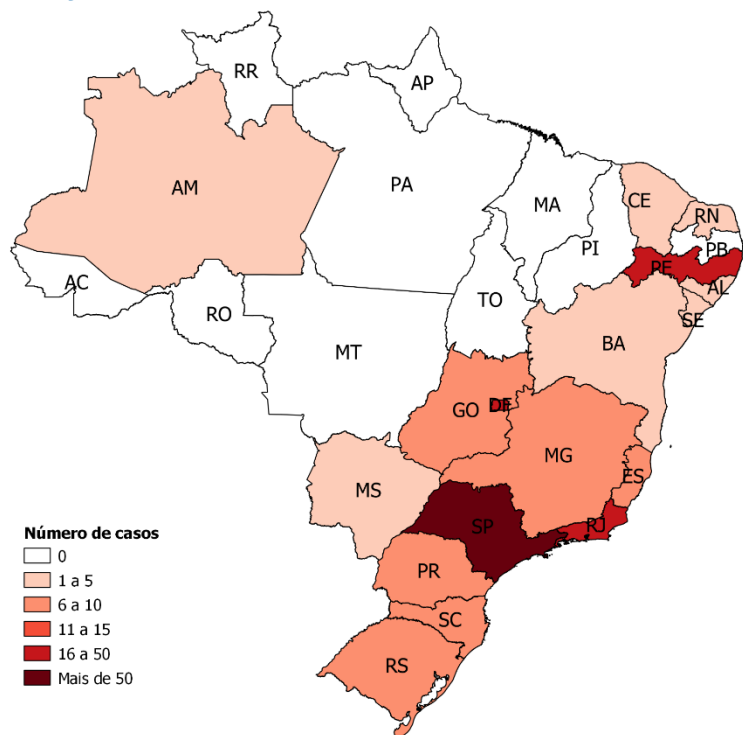 RR
AP
AM
PA
MA
CE
RN
PB
PI
PE
AL
SE
AC
RO
TO
BA
MT
GO
DF
MG
ES
MS
SP
RJ
PR
SC
RS
Número de casos
0
1 a 5
6 a 10
11 a 15
16 a 50
Mais de 50